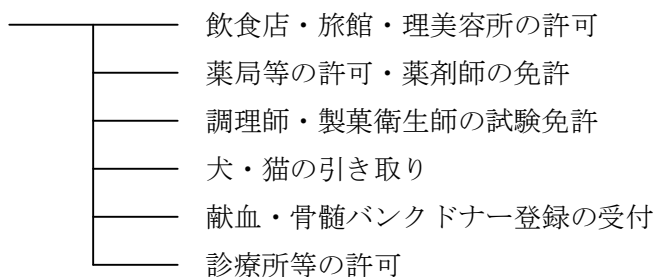 飲食店・旅館・理美容所の許可
薬局等の許可・薬剤師の免許
調理師・製菓衛生師の試験免許
犬・猫の引き取り
献血・骨髄バンクドナー登録の受付
診療所等の許可